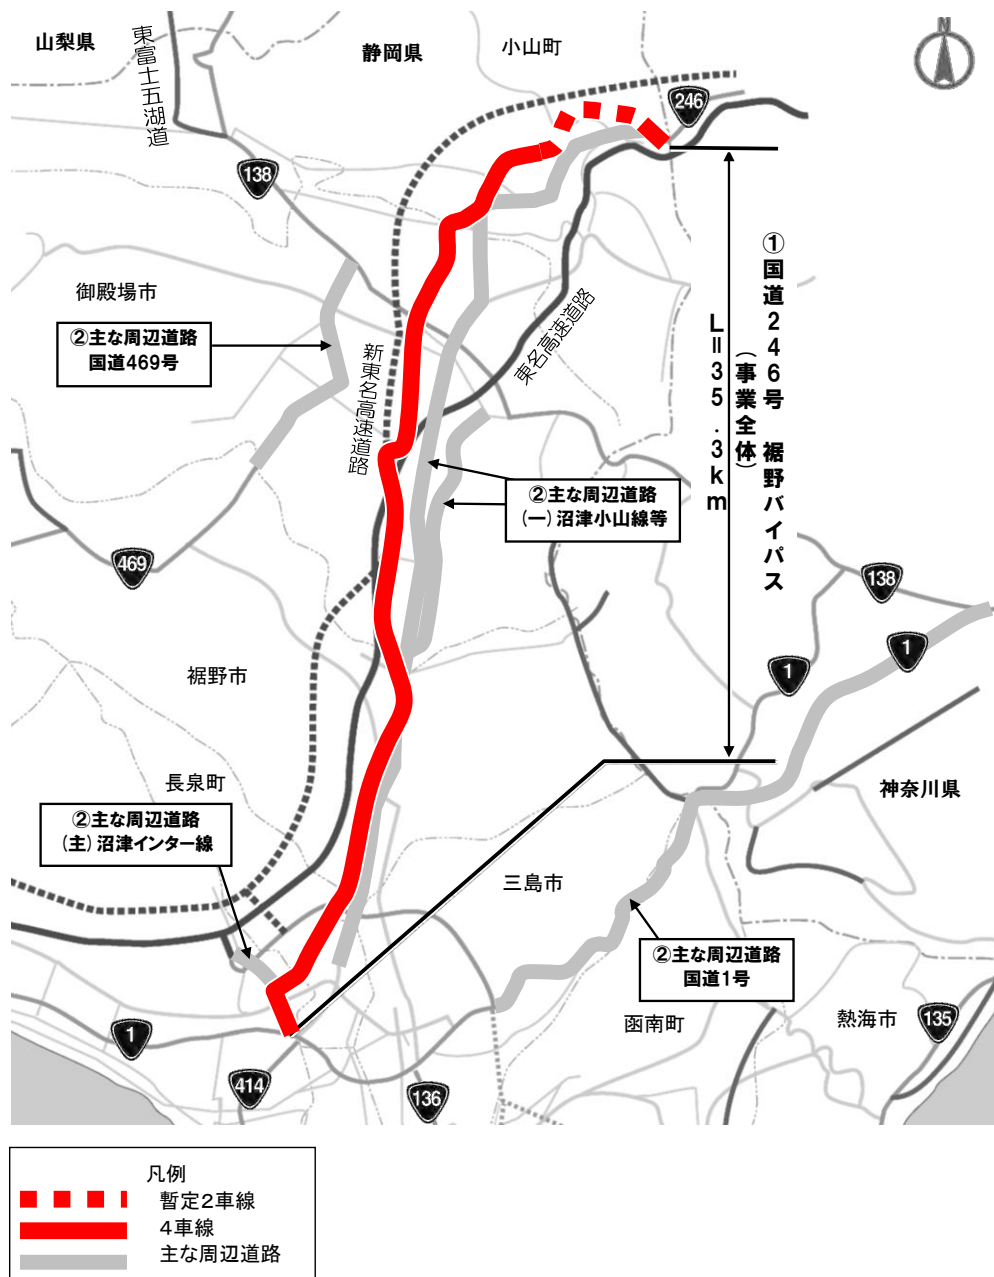 山梨県
東富士五湖道
静岡県
小山町
N
246
138
御殿場市
②主な周辺道路
国道469号
新東名高速道路
東名高速道路
①国道246号 裾野バイパス
(事業全体)
L=35.3km
②主な周辺道路
(一)沼津小山線等
469
138
1
1
裾野市
長泉町
神奈川県
②主な周辺道路
(主)沼津インター線
三島市
②主な周辺道路
国道1号
函南町
熱海市
135
1
414
136
凡例
暫定2車線
4車線
主な周辺道路